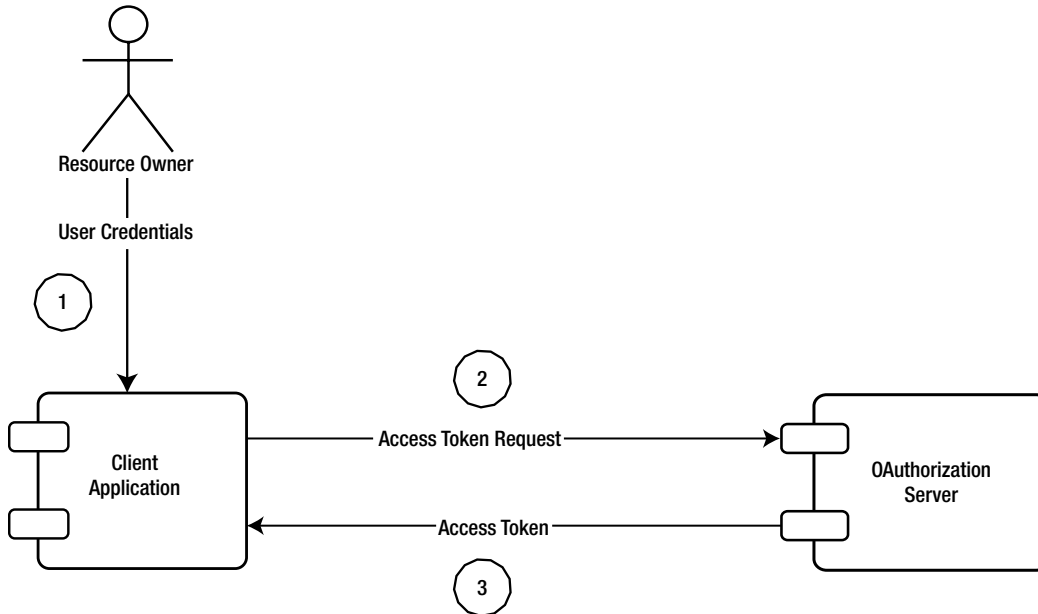 Resource Owner
User Credentials
1
2
Client
Application
Access Token Request
OAuthorization
Server
Access Token
3